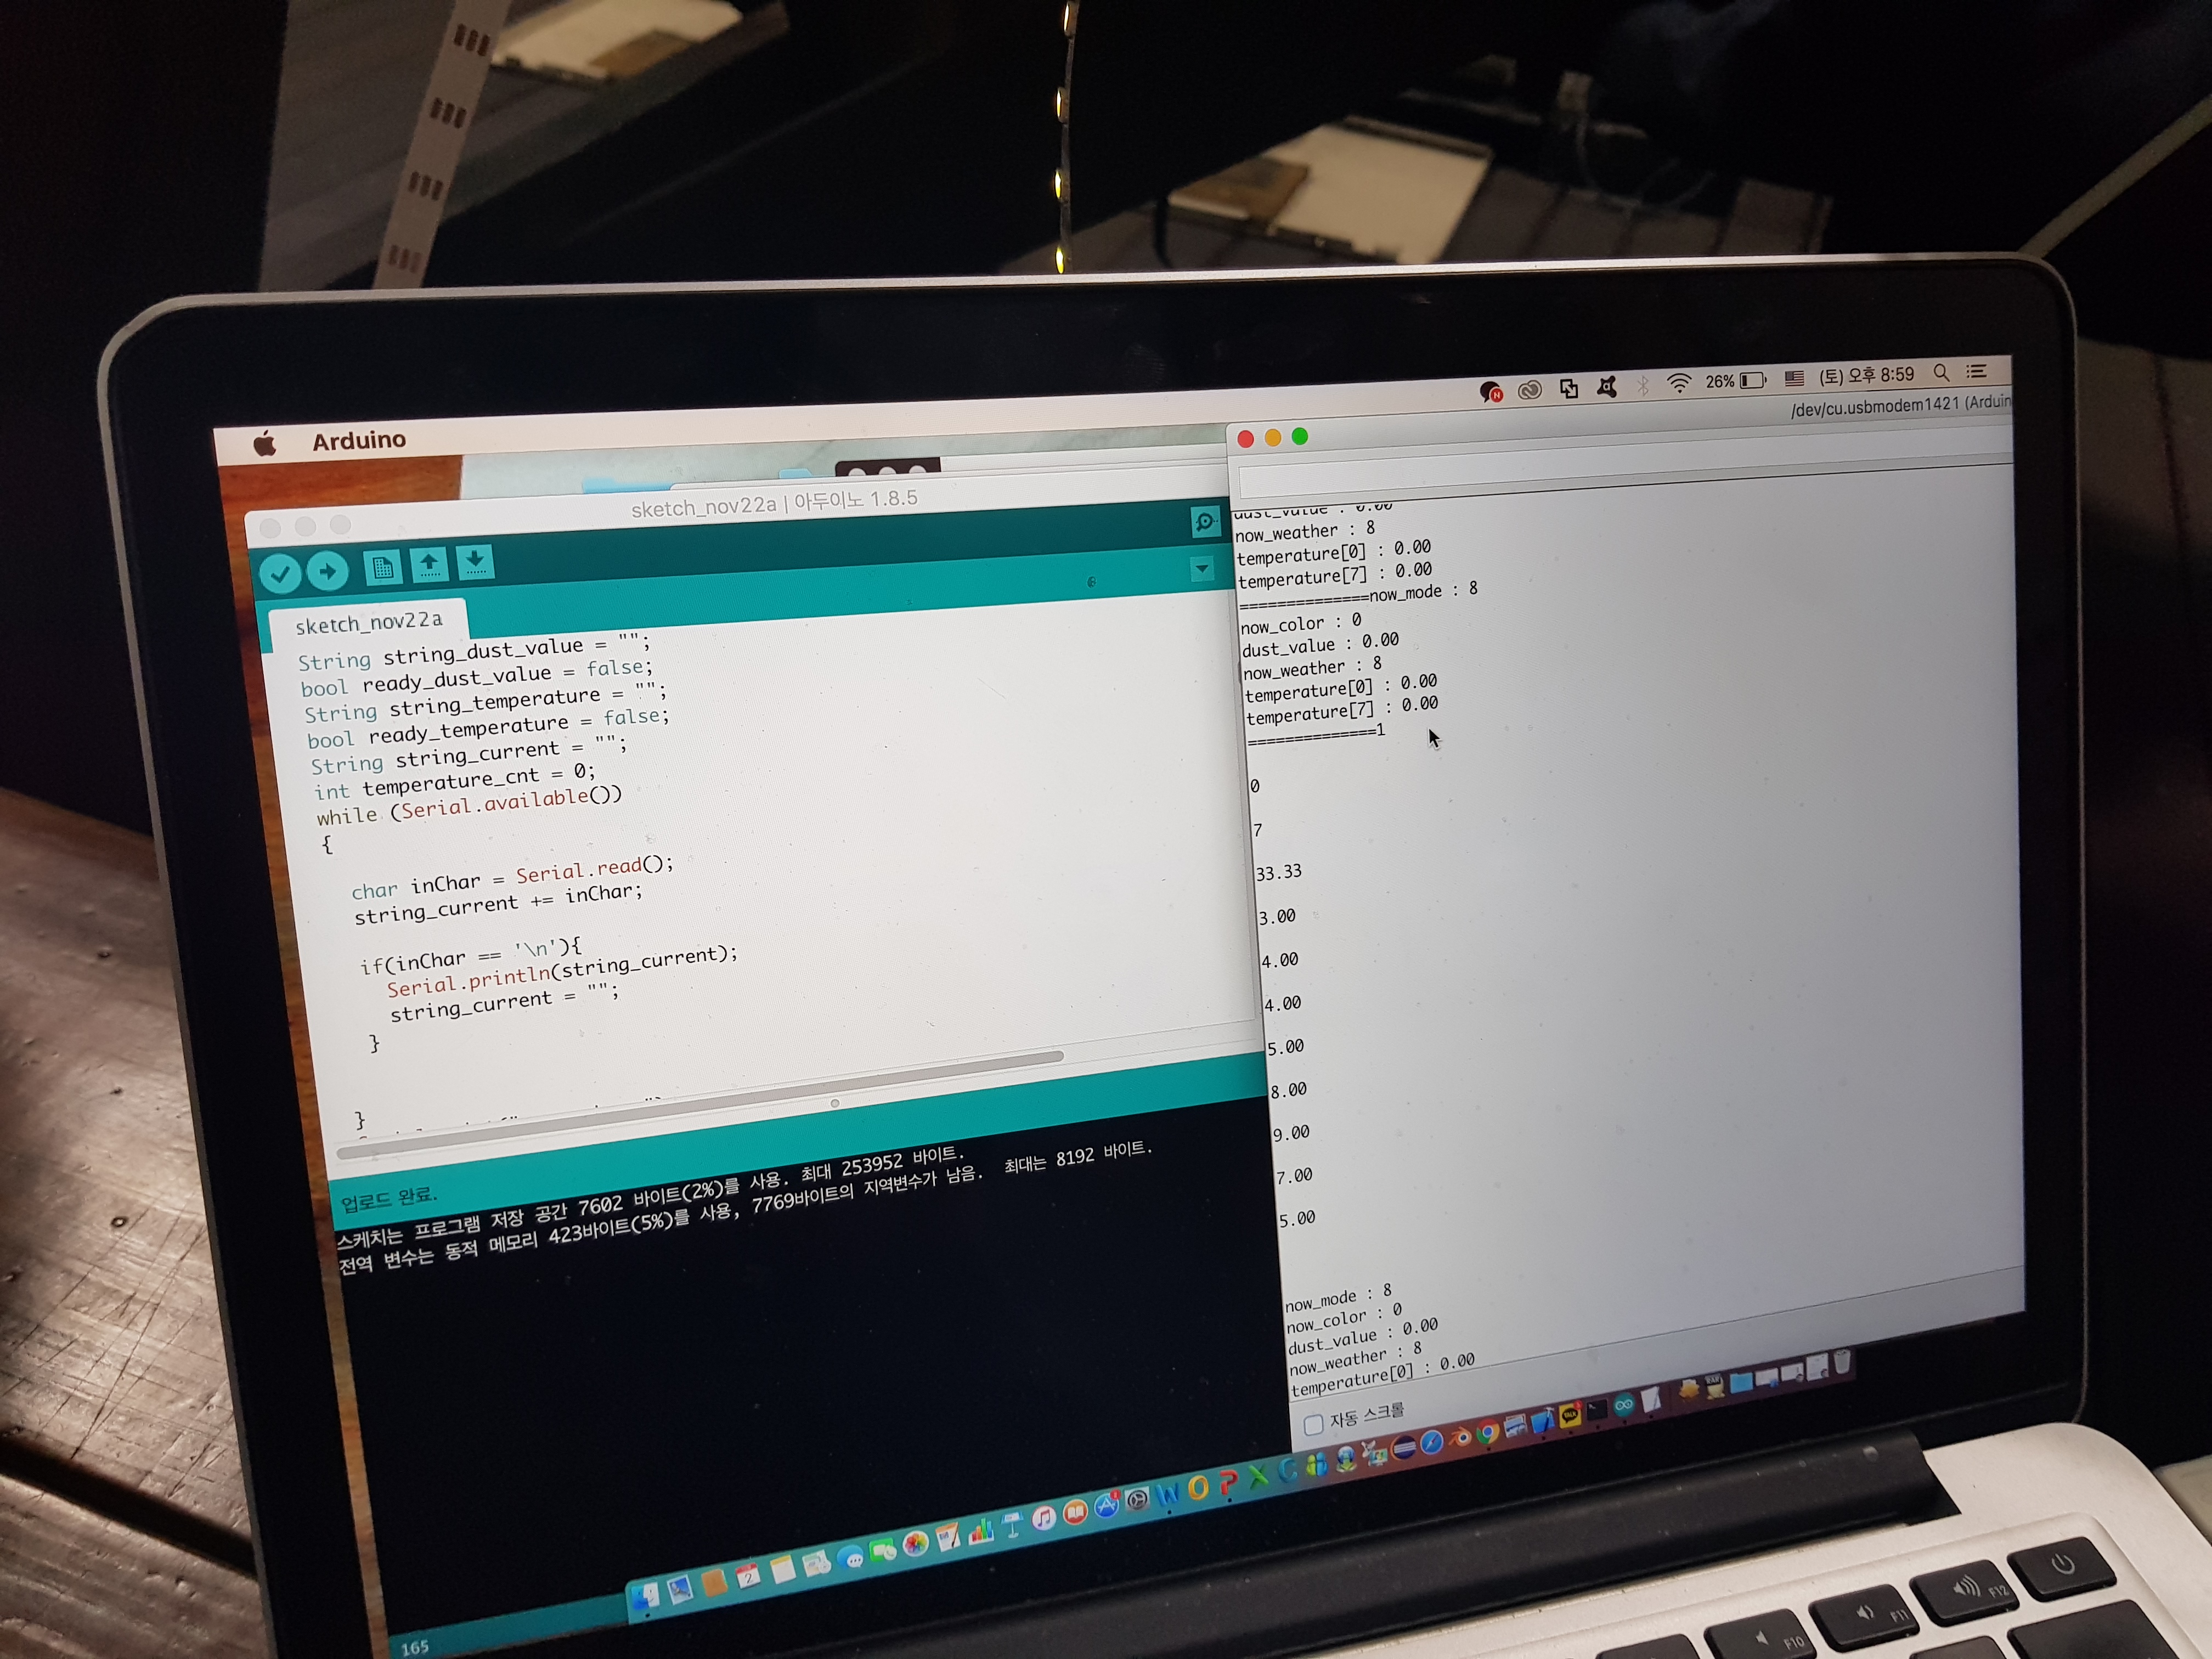 Arduino
26%
(토) 오후 8:59
sketch_nov22a | 아두이노 1.8.5
sketch_nov22a
String string_dust_value = "";
bool ready_dust_value = false;
String string_temperature = "";
bool ready_temperature = false;
String string_current = "";
int temperature_cnt = 0;
while (Serial.available())
{
char inChar = Serial.read();
string_current += inChar;
if(inChar == '\n'){
Serial.println(string_current);
string_current = "";
}
}
업로드 완료.
스케치는 프로그램 저장 공간 7602 바이트(2%)를 사용. 최대 253952 바이트.
전역 변수는 동적 메모리 423바이트(5%)를 사용, 7769바이트의 지역변수가 남음. 최대는 8192 바이트.
165
/dev/cu.usbmodem1421 (Arduin
dust_value : 0.00
now_weather : 8
temperature[0] : 0.00
temperature[7] : 0.00
==============now_mode : 8
now_color : 0
dust_value : 0.00
now_weather : 8
temperature[0] : 0.00
temperature[7] : 0.00
==============1
0
7
33.33
3.00
4.00
4.00
5.00
8.00
9.00
7.00
5.00
now_mode : 8
now_color : 0
dust_value : 0.00
now_weather : 8
temperature[0] : 0.00
자동 스크롤
2
F10
F11
F12